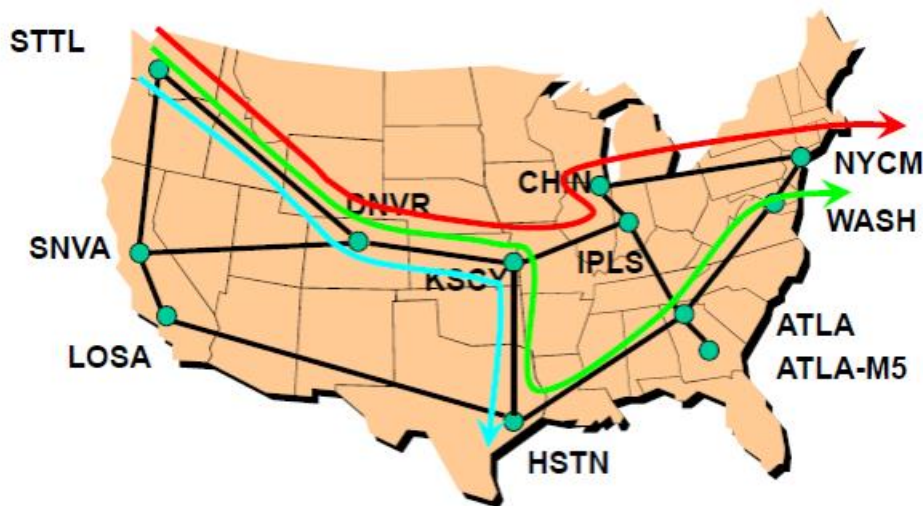 STTL
DNVR
CHIN
NYCM
WASH
SNVA
KSCY
IPLS
LOSA
ATLA
ATLA-M5
HSTN